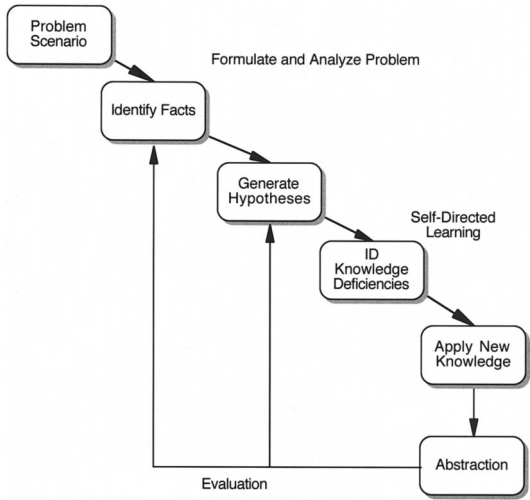 Problem
Scenario
Formulate and Analyze Problem
Identify Facts
Generate
Hypotheses
Self-Directed
Learning
ID
Knowledge
Deficiencies
Apply New
Knowledge
Abstraction
Evaluation